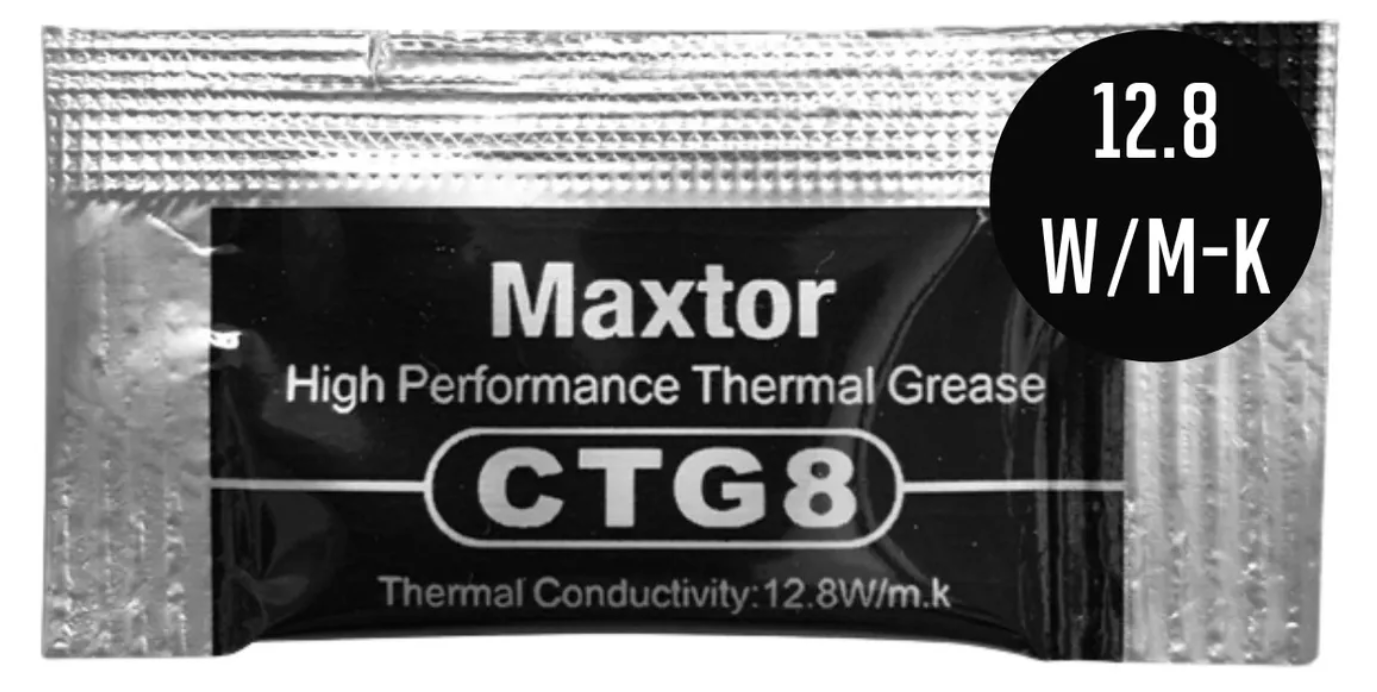 12.8
W/M-K
Maxtor
High Performance Thermal Grease
CTG8
Thermal Conductivity:12.8W/m.k